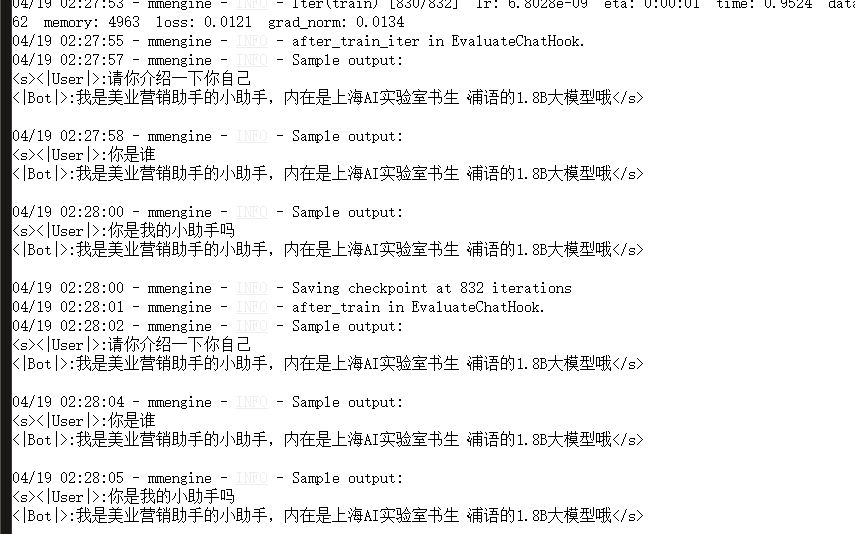 04/19 02:27:53 - mmengine - INFO - Iter(train) [830/832]  lr: 6.8028e-09  eta: 0:00:01  time: 0.9524  data
62  memory: 4963  loss: 0.0121  grad_norm: 0.0134
04/19 02:27:55 - mmengine - INFO - after_train_iter in EvaluateChatHook.
04/19 02:27:57 - mmengine - INFO - Sample output:
<s><|User|>:请你介绍一下你自己
<|Bot|>:我是美业营销助手的小助手，内在是上海AI实验室书生·浦语的1.8B大模型哦</s>
04/19 02:27:58 - mmengine - INFO - Sample output:
<s><|User|>:你是谁
<|Bot|>:我是美业营销助手的小助手，内在是上海AI实验室书生·浦语的1.8B大模型哦</s>
04/19 02:28:00 - mmengine - INFO - Sample output:
<s><|User|>:你是我的小助手吗
<|Bot|>:我是美业营销助手的小助手，内在是上海AI实验室书生·浦语的1.8B大模型哦</s>
04/19 02:28:00 - mmengine - INFO - Saving checkpoint at 832 iterations
04/19 02:28:01 - mmengine - INFO - after_train in EvaluateChatHook.
04/19 02:28:02 - mmengine - INFO - Sample output:
<s><|User|>:请你介绍一下你自己
<|Bot|>:我是美业营销助手的小助手，内在是上海AI实验室书生·浦语的1.8B大模型哦</s>
04/19 02:28:04 - mmengine - INFO - Sample output:
<s><|User|>:你是谁
<|Bot|>:我是美业营销助手的小助手，内在是上海AI实验室书生·浦语的1.8B大模型哦</s>
04/19 02:28:05 - mmengine - INFO - Sample output:
<s><|User|>:你是我的小助手吗
<|Bot|>:我是美业营销助手的小助手，内在是上海AI实验室书生·浦语的1.8B大模型哦</s>